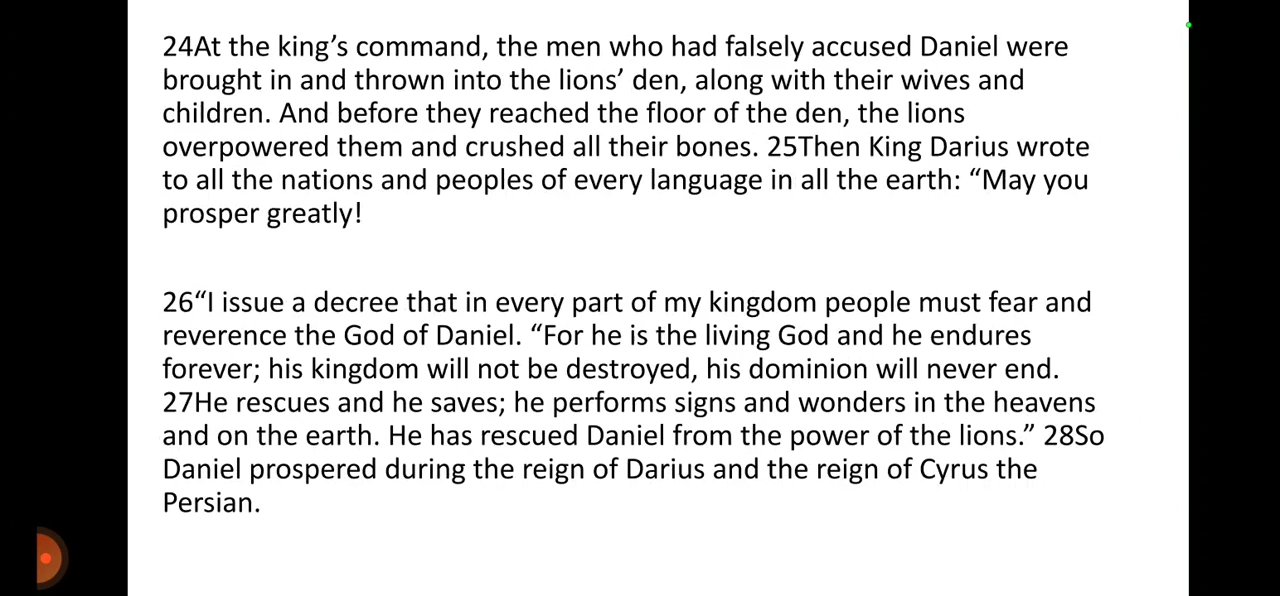 24At the king’s command, the men who had falsely accused Daniel were
brought in and thrown into the lions’ den, along with their wives and
children. And before they reached the floor of the den, the lions
overpowered them and crushed all their bones. 25Then King Darius wrote
to all the nations and peoples of every language in all the earth: “May you
prosper greatly!
26“I issue a decree that in every part of my kingdom people must fear and
reverence the God of Daniel. “For he is the living God and he endures
forever; his kingdom will not be destroyed, his dominion will never end.
27He rescues and he saves; he performs signs and wonders in the heavens
and on the earth. He has rescued Daniel from the power of the lions.” 28So
Daniel prospered during the reign of Darius and the reign of Cyrus the
Persian.